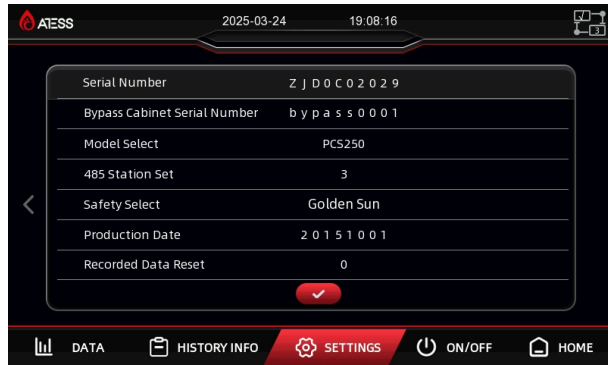 ATESS 2025-03-24 19:08:16
3
Serial Number Z J D 0 C 0 2 0 2 9
Bypass Cabinet Serial Number b y p a s s 0 0 0 1
Model Select PCS250
485 Station Set 3
Safety Select Golden Sun
Production Date 2 0 1 5 1 0 0 1
Recorded Data Reset 0
DATA HISTORY INFO SETTINGS ON/OFF HOME